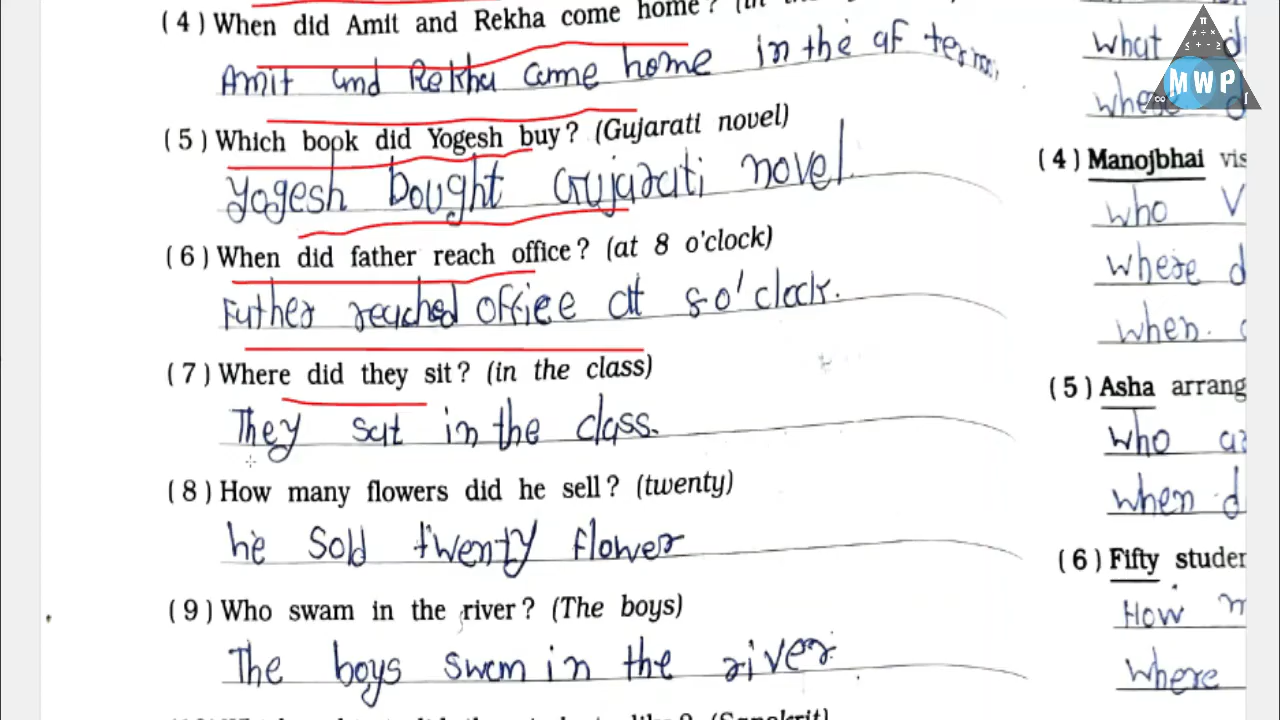 (4) When did Amit and Rekha come home?
Amit and Rekha came home in the
(5) Which book did Yogesh buy? (Gujarati novel)
Yogesh bought Gujarati novel.
(6) When did father reach office? (at 8 o'clock)
Father reached office at 8 o'clock.
(7) Where did they sit? (in the class)
They sat in the class.
(8) How many flowers did he sell? (twenty)
he sold twenty flower
(9) Who swam in the river? (The boys)
The boys swam in the river.
what
where
(4) Manojbhai
who
where
when.
(5) Asha
who
when
(6) Fifty
How
where
MWP